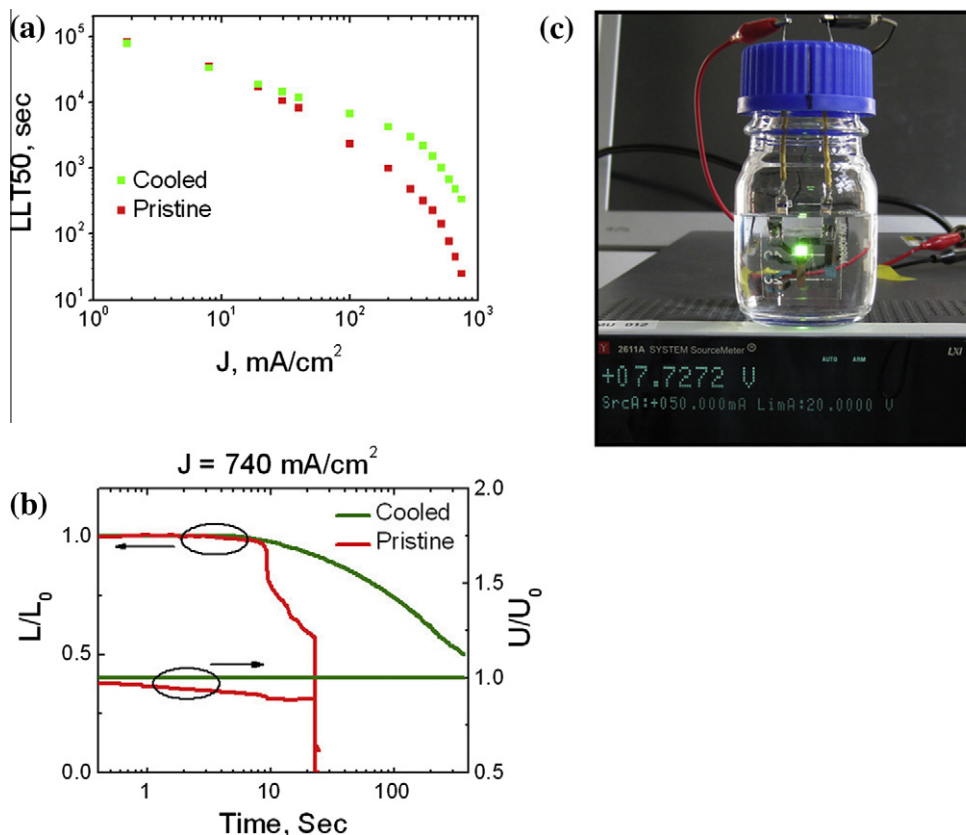 (a)
10⁵
10⁴
10³
10²
10¹
LLT50, sec
Cooled
Pristine
10⁰ 10¹ 10² 10³
J, mA/cm²
(c)
2611A SYSTEM SourceMeter
AUTO ARM
LXI
+07.7272 V
SrcA:+050.000mA LimA:20.0000 V
(b)
J = 740 mA/cm²
Cooled
Pristine
1.0
0.5
0.0
L/L₀
2.0
1.5
1.0
0.5
U/U₀
1 10 100
Time, Sec